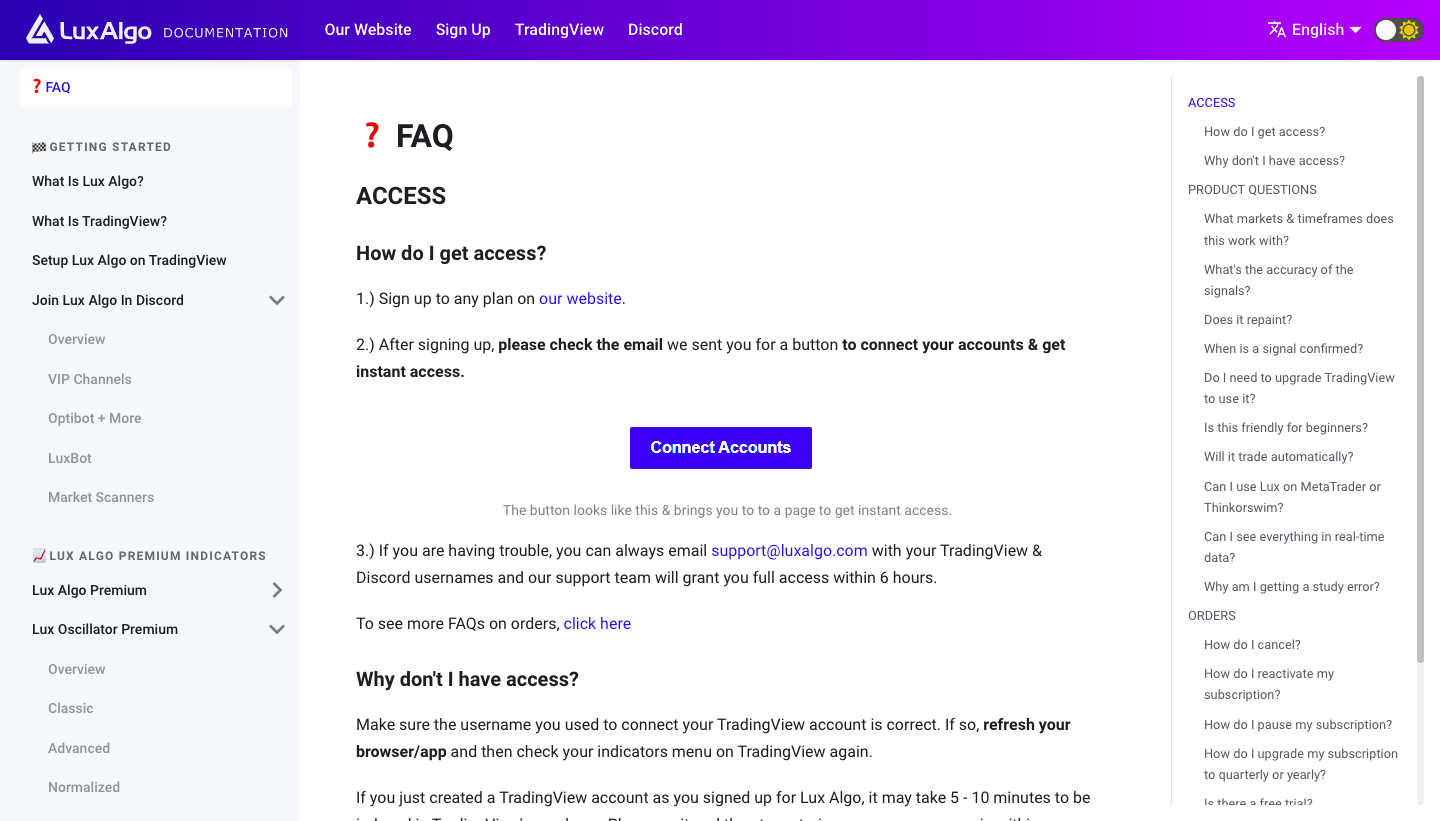 LuxAlgo DOCUMENTATION Our Website Sign Up TradingView Discord English
❓ FAQ
🏁 GETTING STARTED
What Is Lux Algo?
What Is TradingView?
Setup Lux Algo on TradingView
Join Lux Algo In Discord
Overview
VIP Channels
Optibot + More
LuxBot
Market Scanners
📈 LUX ALGO PREMIUM INDICATORS
Lux Algo Premium
Lux Oscillator Premium
Overview
Classic
Advanced
Normalized
❓ FAQ
ACCESS
How do I get access?
1.) Sign up to any plan on our website.
2.) After signing up, please check the email we sent you for a button to connect your accounts & get
instant access.
Connect Accounts
The button looks like this & brings you to to a page to get instant access.
3.) If you are having trouble, you can always email support@luxalgo.com with your TradingView &
Discord usernames and our support team will grant you full access within 6 hours.
To see more FAQs on orders, click here
Why don't I have access?
Make sure the username you used to connect your TradingView account is correct. If so, refresh your
browser/app and then check your indicators menu on TradingView again.
If you just created a TradingView account as you signed up for Lux Algo, it may take 5 - 10 minutes to be
ACCESS
How do I get access?
Why don't I have access?
PRODUCT QUESTIONS
What markets & timeframes does
this work with?
What's the accuracy of the
signals?
Does it repaint?
When is a signal confirmed?
Do I need to upgrade TradingView
to use it?
Is this friendly for beginners?
Will it trade automatically?
Can I use Lux on MetaTrader or
Thinkorswim?
Can I see everything in real-time
data?
Why am I getting a study error?
ORDERS
How do I cancel?
How do I reactivate my
subscription?
How do I pause my subscription?
How do I upgrade my subscription
to quarterly or yearly?
Is there a free trial?